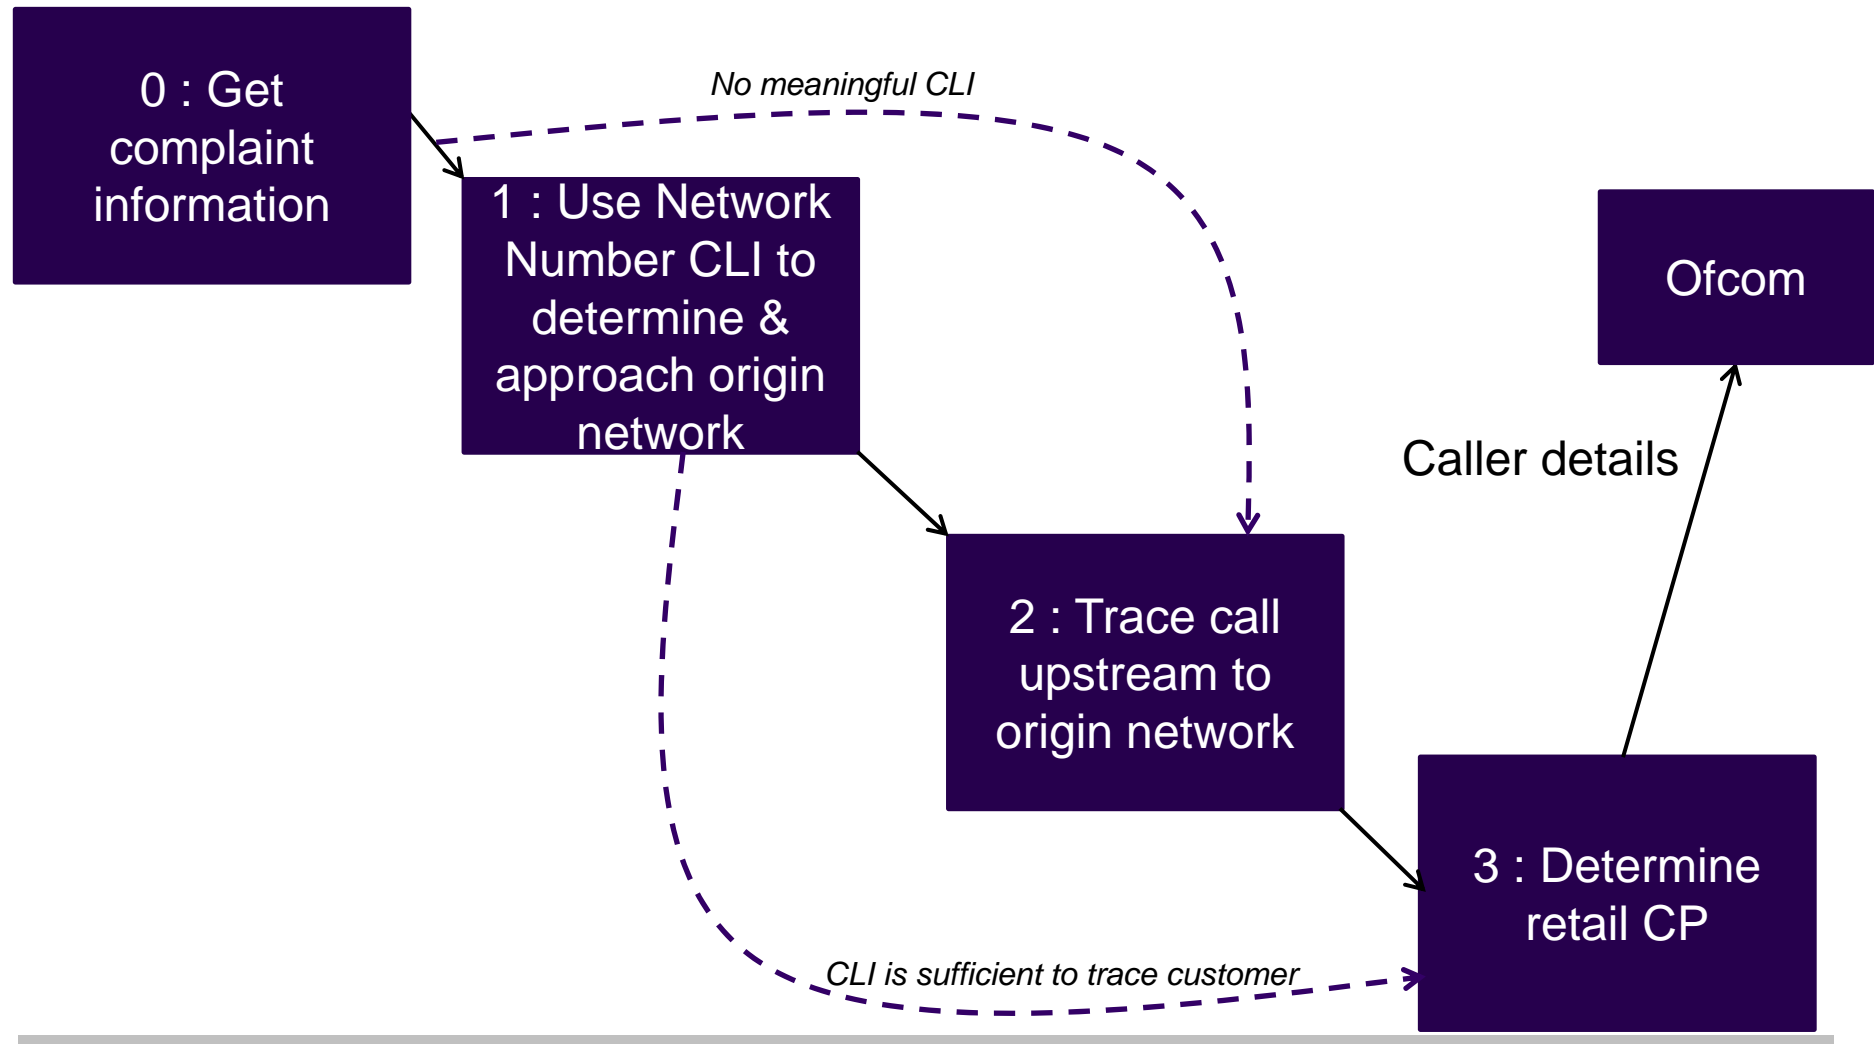 0 : Get
complaint
information
No meaningful CLI
1 : Use Network
Number CLI to
determine &
approach origin
network
Ofcom
Caller details
2 : Trace call
upstream to
origin network
3 : Determine
retail CP
CLI is sufficient to trace customer